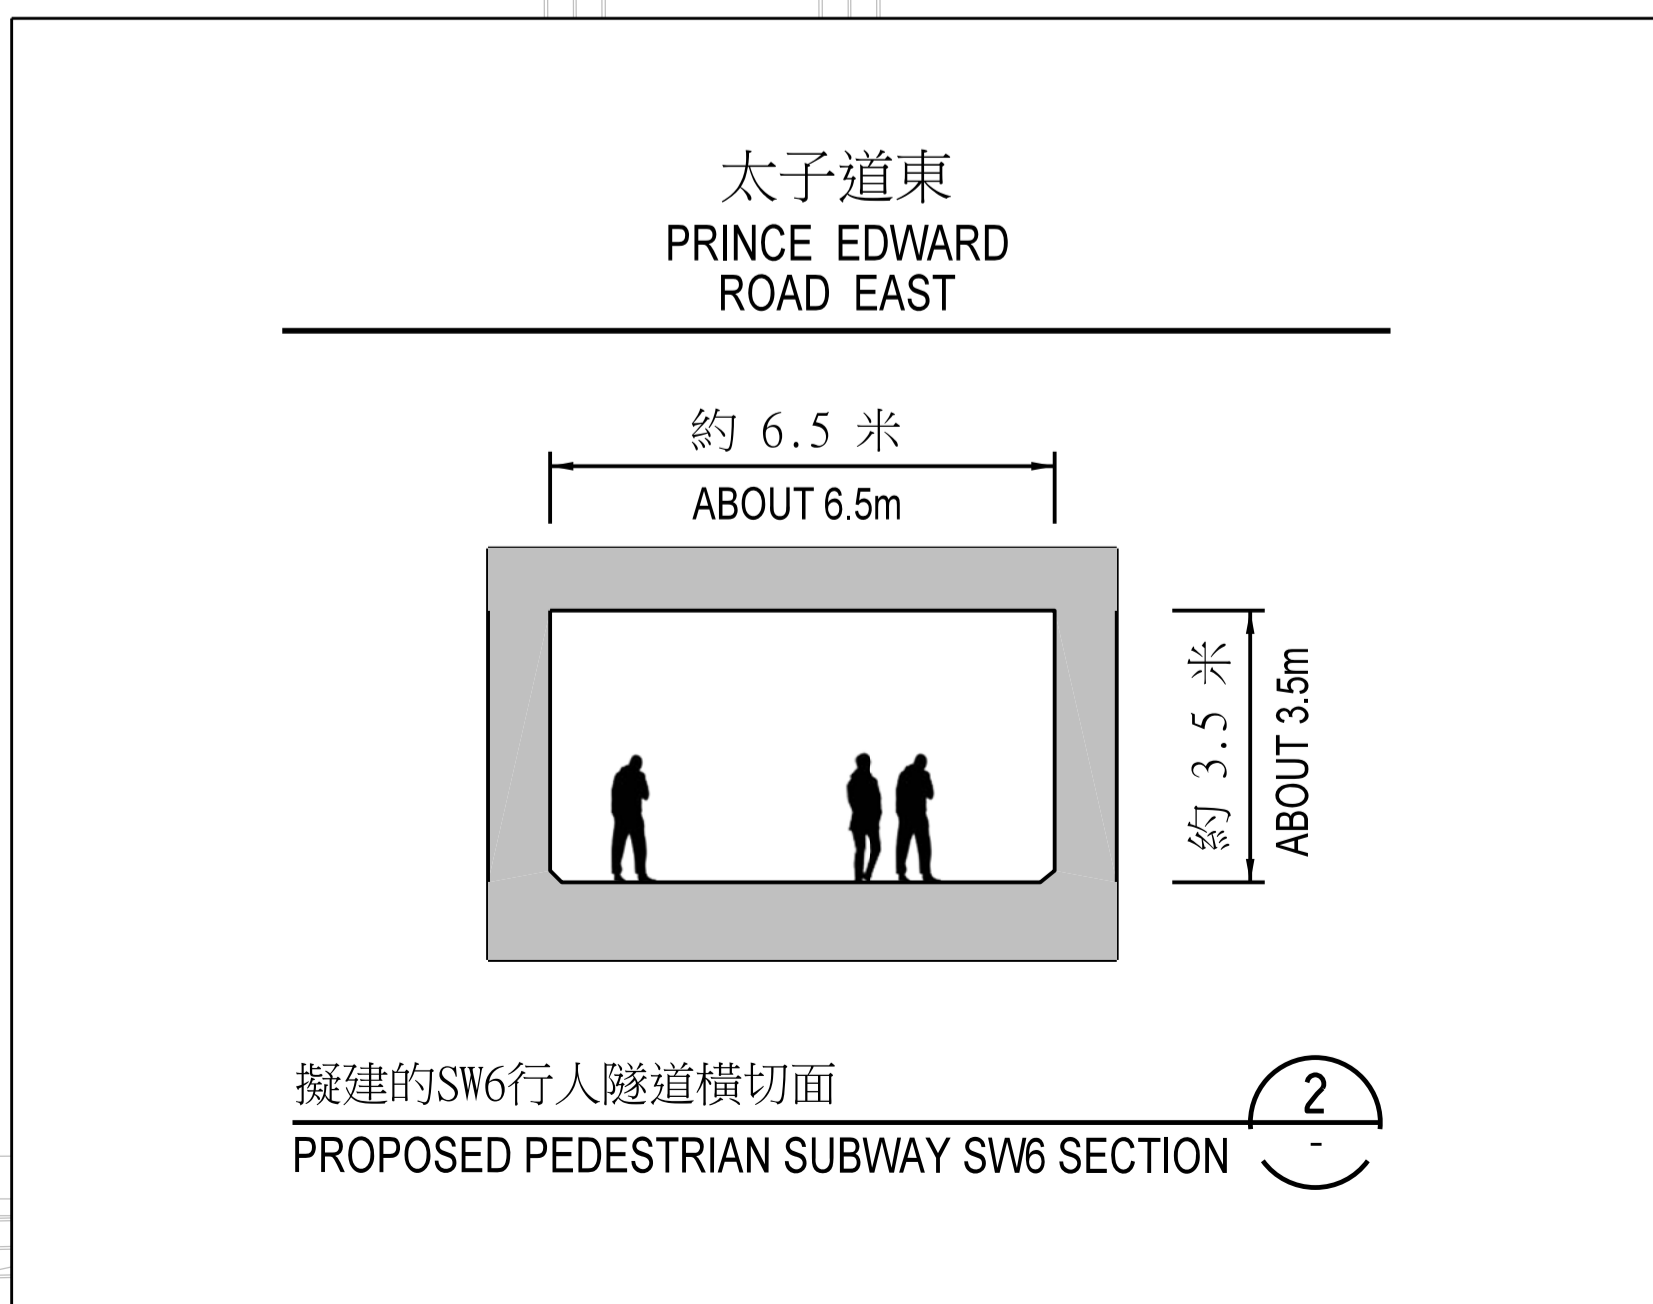 太子道東
PRINCE EDWARD
ROAD EAST
約 6.5 米
ABOUT 6.5m
約 3.5 米
ABOUT 3.5m
擬建的SW6行人隧道橫切面
PROPOSED PEDESTRIAN SUBWAY SW6 SECTION
2
-